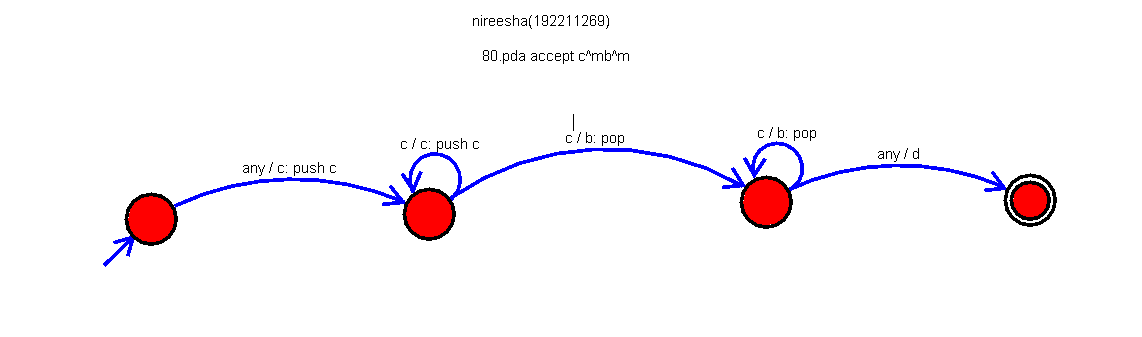 nireesha(192211269)
80.pda accept c^mb^m
c / b: pop
c / b: pop
c / c: push c
any / d
any / c: push c